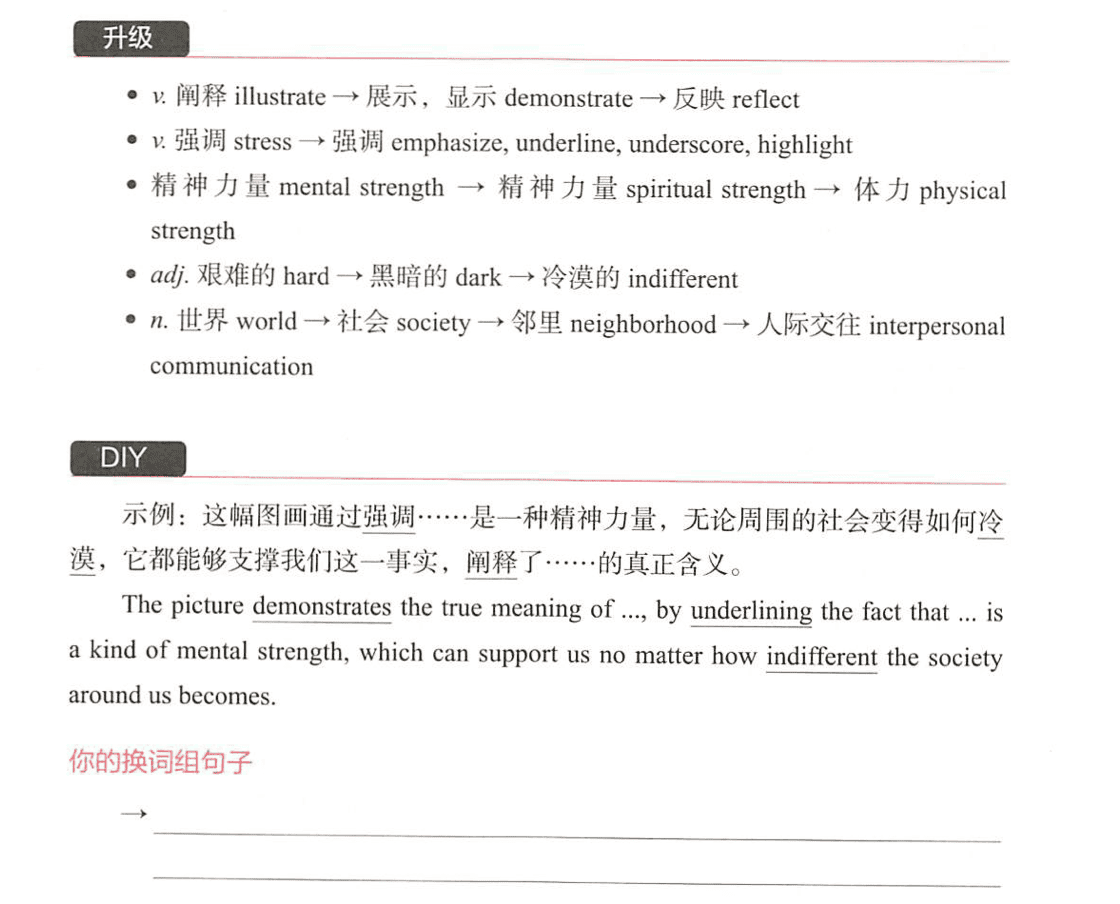 升级
• v. 阐释 illustrate → 展示，显示 demonstrate → 反映 reflect
• v. 强调 stress → 强调 emphasize, underline, underscore, highlight
• 精神力量 mental strength → 精神力量 spiritual strength → 体力 physical
strength
• adj. 艰难的 hard → 黑暗的 dark → 冷漠的 indifferent
• n. 世界 world → 社会 society → 邻里 neighborhood → 人际交往 interpersonal
communication
DIY
示例：这幅图画通过强调……是一种精神力量，无论周围的社会变得如何冷
漠，它都能够支撑我们这一事实，阐释了……的真正含义。
The picture demonstrates the true meaning of ..., by underlining the fact that ... is
a kind of mental strength, which can support us no matter how indifferent the society
around us becomes.
你的换词组句子
→